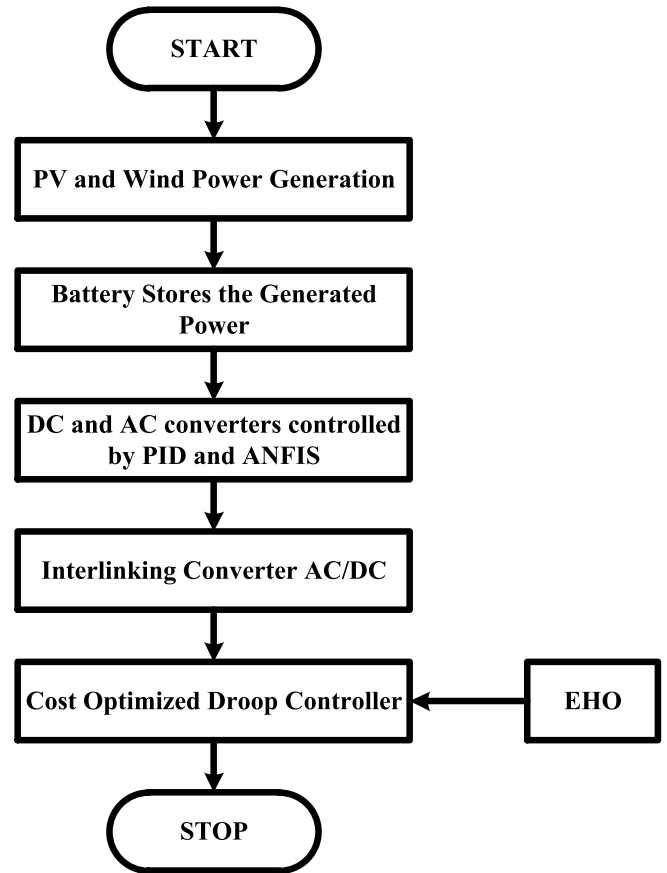 START
PV and Wind Power Generation
Battery Stores the Generated
Power
DC and AC converters controlled
by PID and ANFIS
Interlinking Converter AC/DC
Cost Optimized Droop Controller
EHO
STOP